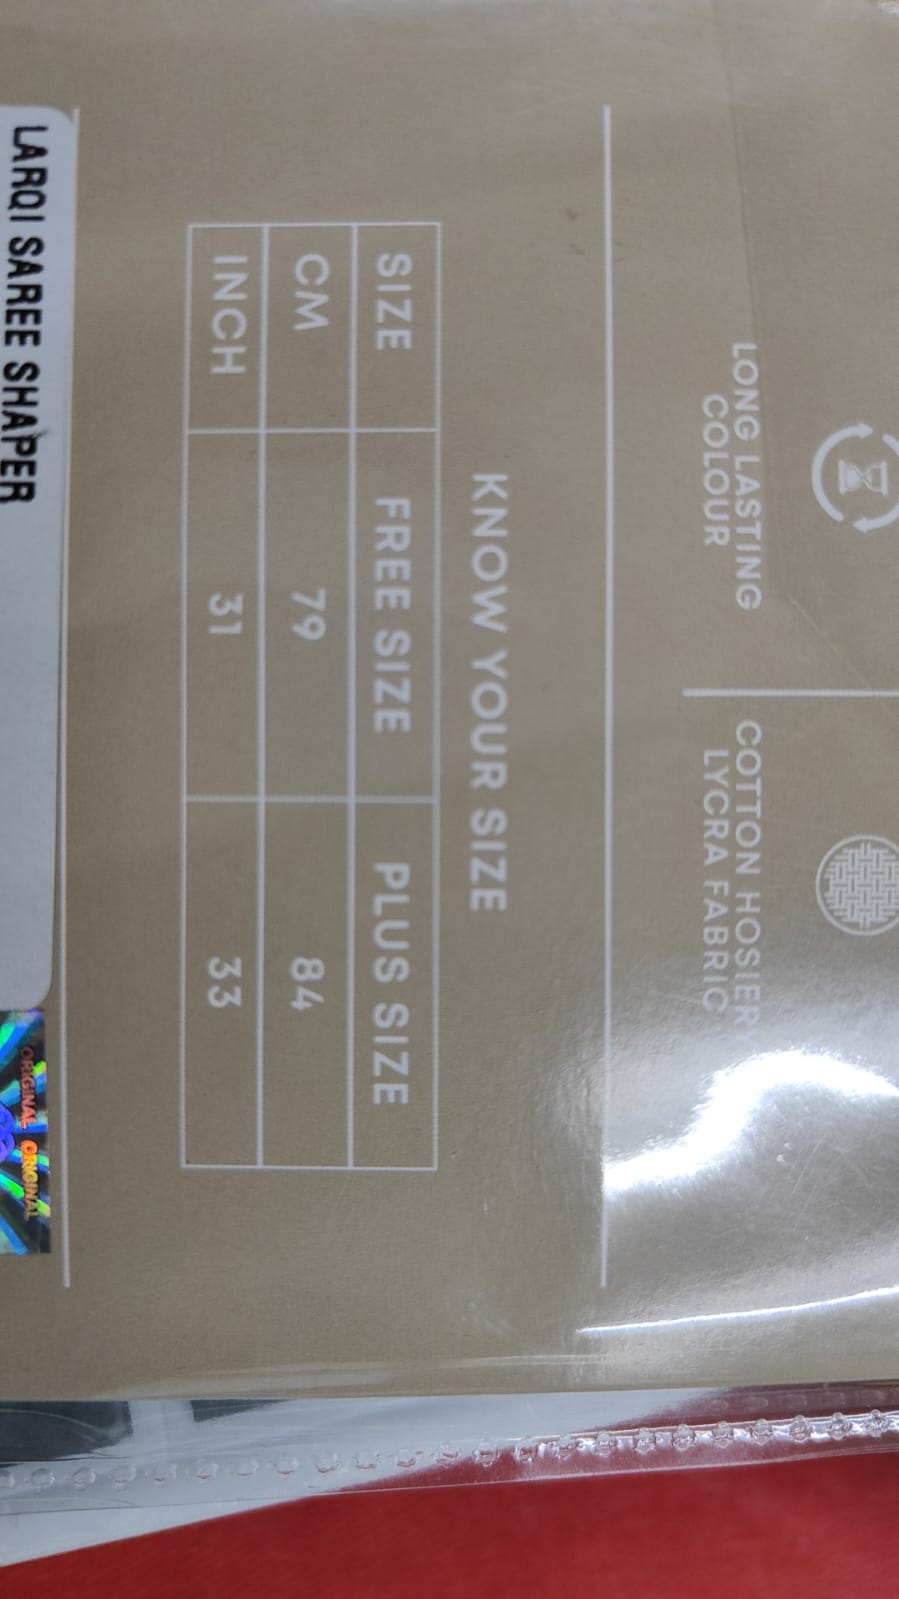 LONG LASTING
COLOUR
COTTON HOSIERY
LYCRA FABRIC
KNOW YOUR SIZE
SIZE FREE SIZE PLUS SIZE
CM 79 84
INCH 31 33
LARQI SAREE SHAPER
ORIGINAL ORIGINAL